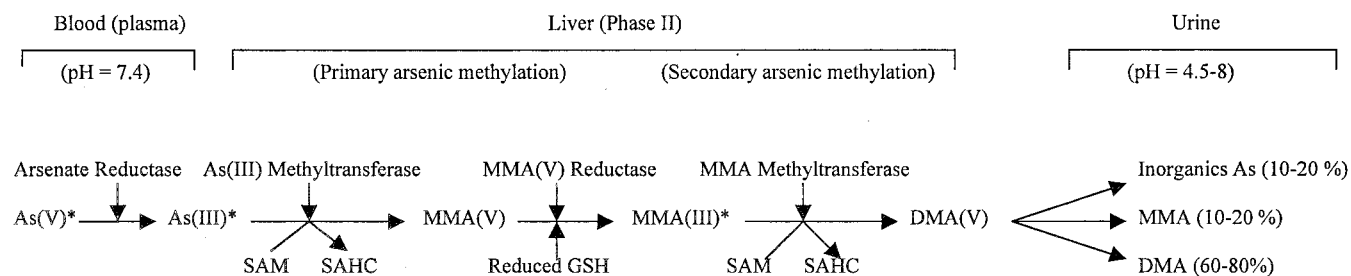 Blood (plasma) Liver (Phase II) Urine
(pH = 7.4) (Primary arsenic methylation) (Secondary arsenic methylation) (pH = 4.5-8)
Arsenate Reductase As(III) Methyltransferase MMA(V) Reductase MMA Methyltransferase Inorganics As (10-20 %)
As(V)* As(III)* MMA(V) MMA(III)* DMA(V) MMA (10-20 %)
SAM SAHC Reduced GSH SAM SAHC DMA (60-80%)